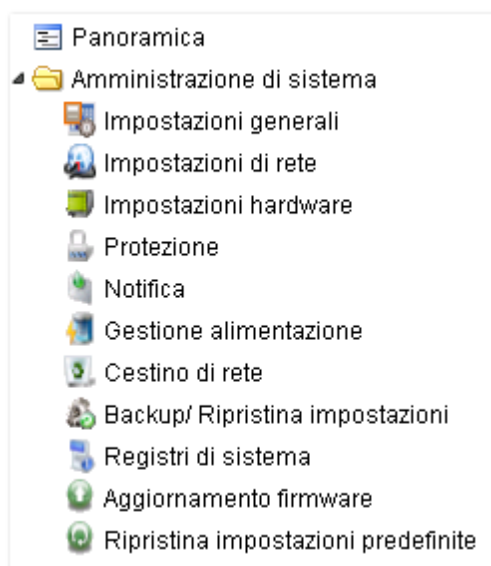 Panoramica
Amministrazione di sistema
Impostazioni generali
Impostazioni di rete
Impostazioni hardware
Protezione
Notifica
Gestione alimentazione
Cestino di rete
Backup/ Ripristina impostazioni
Registri di sistema
Aggiornamento firmware
Ripristina impostazioni predefinite